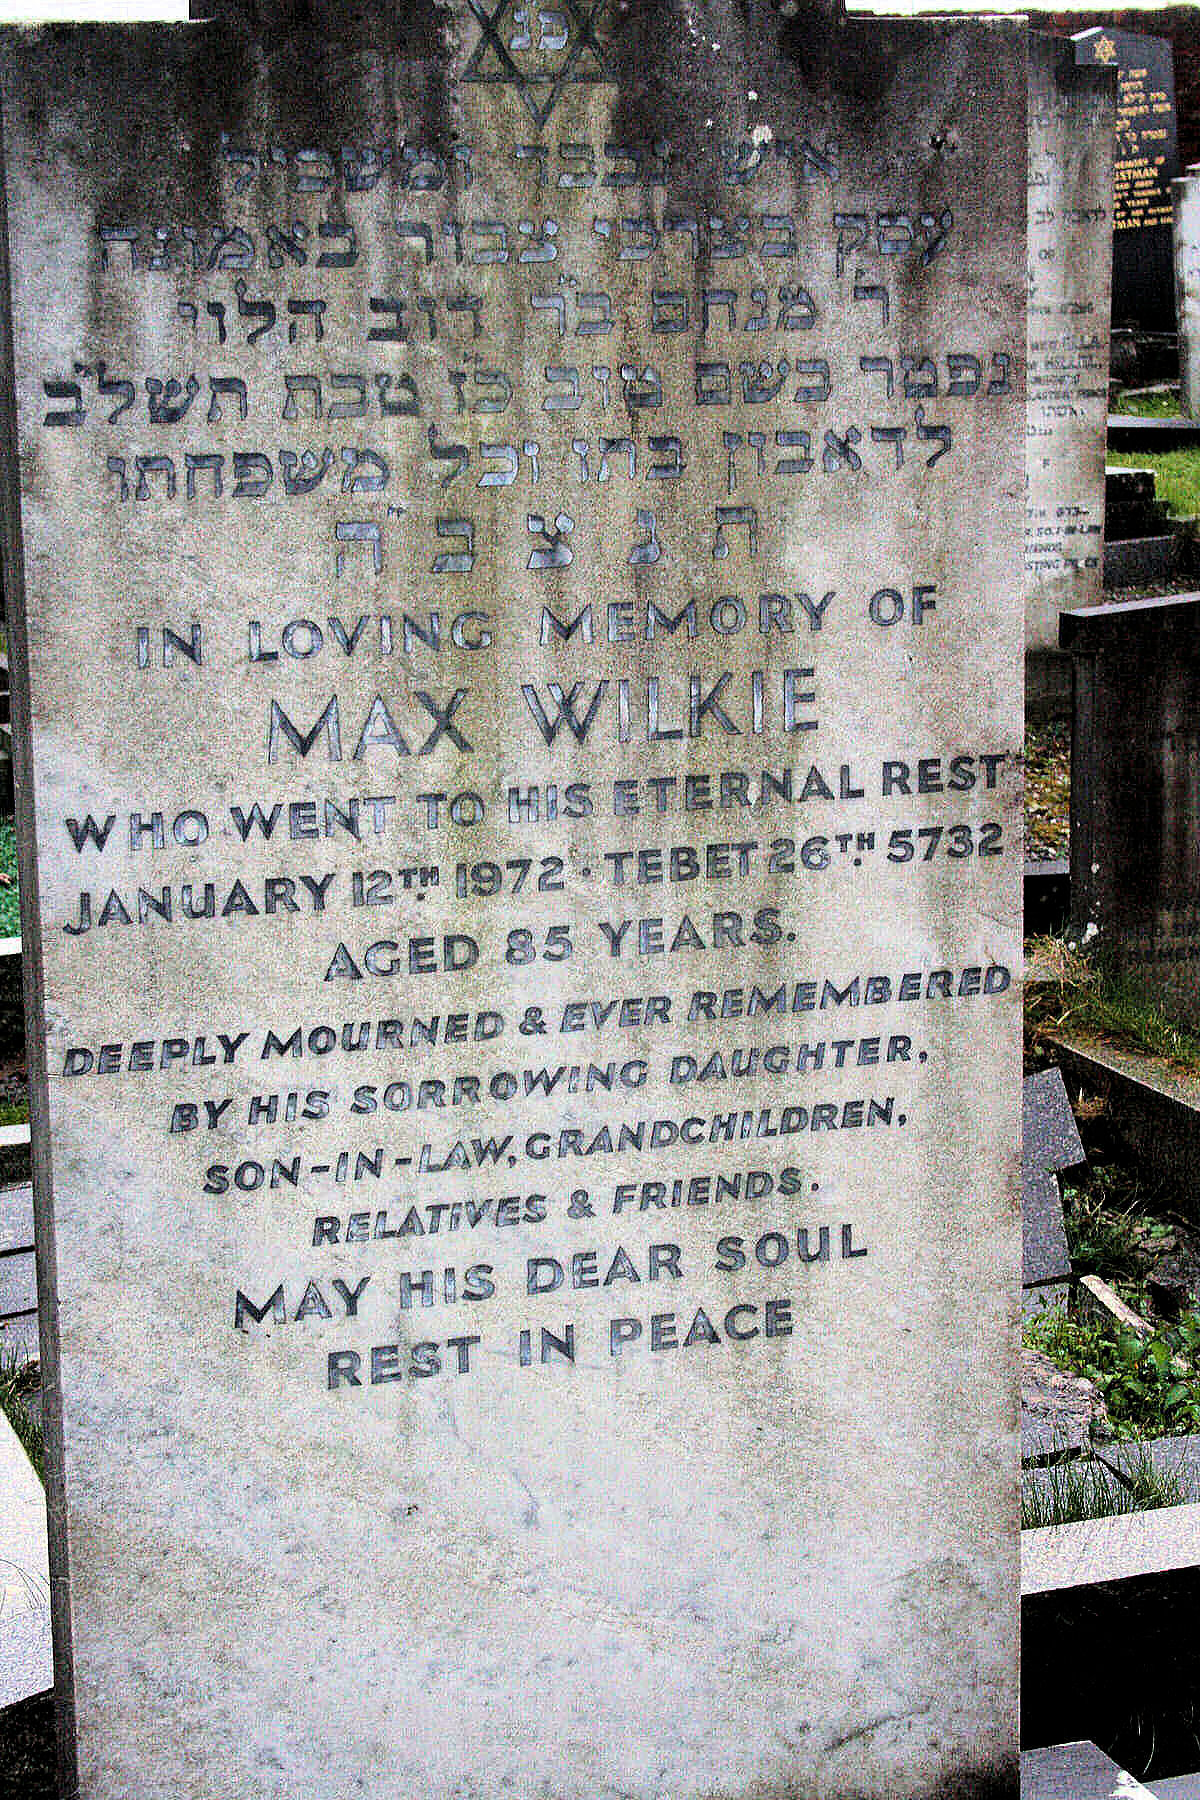 פנ
איש נכבד ומשכיל
עסק בצרכי צבור באמונה
ר' מנחם ב"ר דוב הלוי
נפטר בשם טוב כ"ו טבת תשל"ב
לדאבון בתו וכל משפחתו
ת נ צ ב" ה
IN LOVING MEMORY OF
MAX WILKIE
WHO WENT TO HIS ETERNAL REST
JANUARY 12TH 1972 · TEBET 26TH 5732
AGED 85 YEARS.
DEEPLY MOURNED & EVER REMEMBERED
BY HIS SORROWING DAUGHTER,
SON-IN-LAW, GRANDCHILDREN,
RELATIVES & FRIENDS.
MAY HIS DEAR SOUL
REST IN PEACE